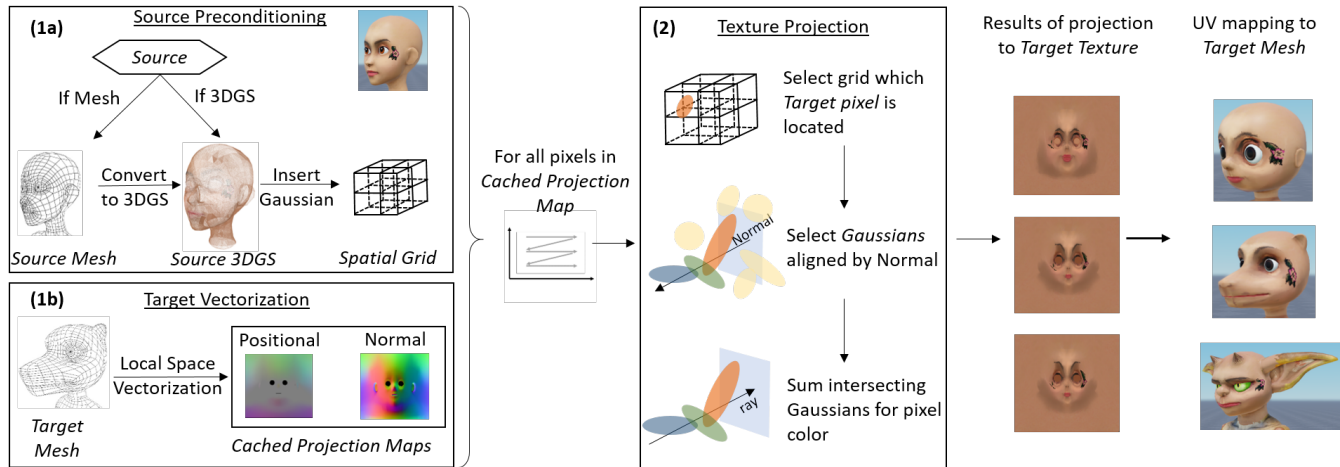 (1a)
Source Preconditioning
Source
If Mesh
If 3DGS
Convert
to 3DGS
Insert
Gaussian
Source Mesh
Source 3DGS
Spatial Grid
(1b)
Target Vectorization
Local Space
Vectorization
Positional
Normal
Target
Mesh
Cached Projection Maps
For all pixels in
Cached Projection
Map
(2)
Texture Projection
Select grid which
Target pixel is
located
Normal
Select Gaussians
aligned by Normal
ray
Sum intersecting
Gaussians for pixel
color
Results of projection
to Target Texture
UV mapping to
Target Mesh